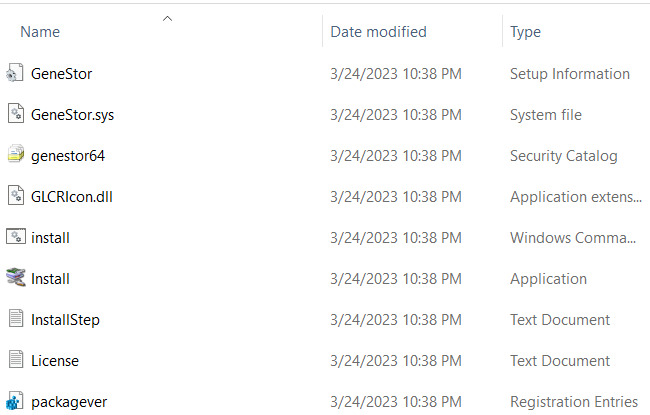 Name Date modified Type
GeneStor 3/24/2023 10:38 PM Setup Information
GeneStor.sys 3/24/2023 10:38 PM System file
genestor64 3/24/2023 10:38 PM Security Catalog
GLCRIcon.dll 3/24/2023 10:38 PM Application extens...
install 3/24/2023 10:38 PM Windows Comma...
Install 3/24/2023 10:38 PM Application
InstallStep 3/24/2023 10:38 PM Text Document
License 3/24/2023 10:38 PM Text Document
packagever 3/24/2023 10:38 PM Registration Entries